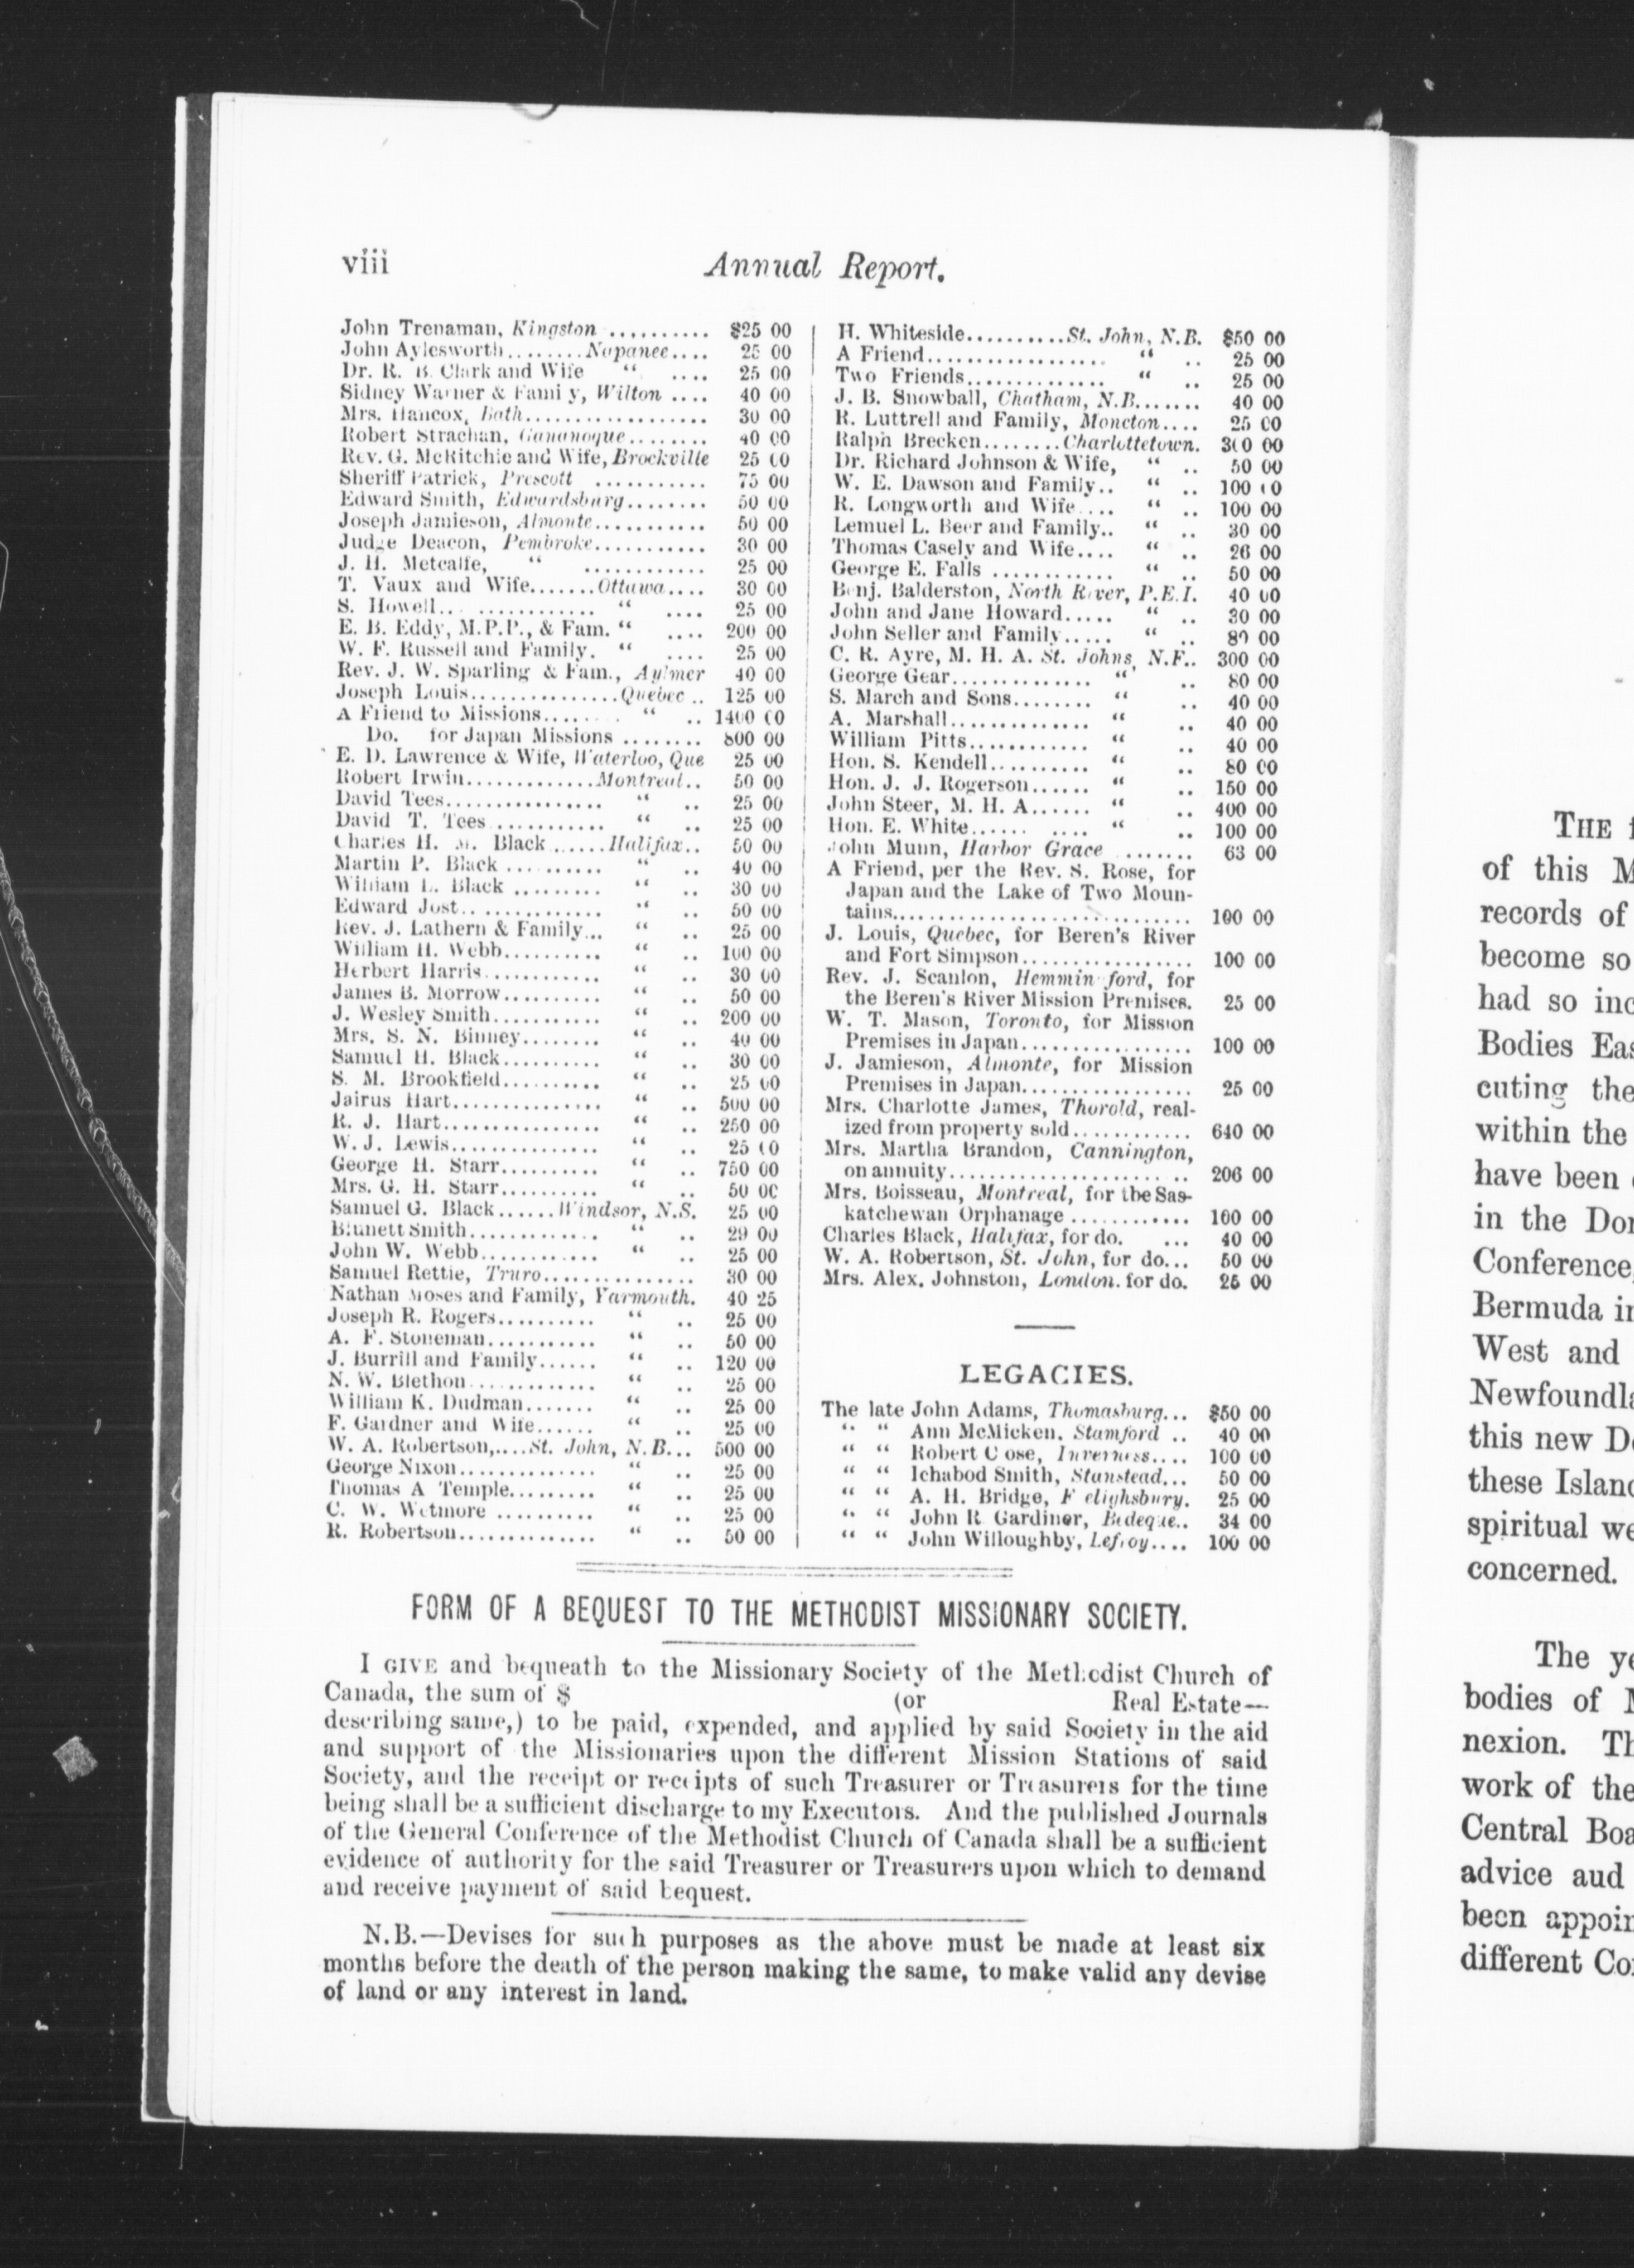 viii
Annual Report.
John Trenaman, Kingston .......... $25 00
John Aylesworth........Napanee.... 25 00
Dr. R. B. Clark and Wife " .... 25 00
Sidney Warner & Fami y, Wilton .... 40 00
Mrs. Hancox, Bath.................. 30 00
Robert Strachan, Gananoque........ 40 00
Rev. G. McRitchie and Wife, Brockville 25 00
Sheriff Patrick, Prescott ........... 75 00
Edward Smith, Edwardsburg........ 50 00
Joseph Jamieson, Almonte........... 50 00
Judge Deacon, Pembroke........... 30 00
J. H. Metcalfe, " ............ 25 00
T. Vaux and Wife.......Ottawa.... 30 00
S. Howell.. ............ " .... 25 00
E. B. Eddy, M.P.P., & Fam. " .... 200 00
W. F. Russell and Family. " .... 25 00
Rev. J. W. Sparling & Fam., Aylmer 40 00
Joseph Louis...............Quebec .. 125 00
A Friend to Missions........ " .. 1400 00
Do. for Japan Missions ........ 800 00
E. D. Lawrence & Wife, Waterloo, Que 25 00
Robert Irwin.............Montreal.. 50 00
David Tees................ " .. 25 00
David T. Tees ........... " .. 25 00
Charles H. M. Black ......Halifax.. 50 00
Martin P. Black .......... " .. 40 00
William L. Black ......... " .. 30 00
Edward Jost.............. " .. 50 00
Rev. J. Lathern & Family... " .. 25 00
William H. Webb.......... " .. 100 00
Herbert Harris............ " .. 30 00
James B. Morrow.......... " .. 50 00
J. Wesley Smith........... " .. 200 00
Mrs. S. N. Binney........ " .. 40 00
Samuel H. Black.......... " .. 30 00
S. M. Brookfield.......... " .. 25 00
Jairus Hart............... " .. 500 00
R. J. Hart................ " .. 250 00
W. J. Lewis............... " .. 25 00
George H. Starr.......... " .. 750 00
Mrs. G. H. Starr.......... " .. 50 00
Samuel G. Black......Windsor, N.S. 25 00
Bennett Smith............. " .. 29 00
John W. Webb............ " .. 25 00
Samuel Rettie, Truro............... 30 00
Nathan Moses and Family, Yarmouth. 40 25
Joseph R. Rogers.......... " .. 25 00
A. F. Stoneman........... " .. 50 00
J. Burrill and Family...... " .. 120 00
N. W. Blethon............. " .. 25 00
William K. Dudman....... " .. 25 00
F. Gardner and Wife...... " .. 25 00
W. A. Robertson,....St. John, N.B... 500 00
George Nixon.............. " .. 25 00
Thomas A Temple......... " .. 25 00
C. W. Wetmore .......... " .. 25 00
R. Robertson.............. " .. 50 00
H. Whiteside..........St. John, N.B. $50 00
A Friend.................. " .. 25 00
Two Friends.............. " .. 25 00
J. B. Snowball, Chatham, N.B....... 40 00
R. Luttrell and Family, Moncton.... 25 00
Ralph Brecken........Charlottetown. 300 00
Dr. Richard Johnson & Wife, " .. 50 00
W. E. Dawson and Family.. " .. 100 00
R. Longworth and Wife.... " .. 100 00
Lemuel L. Beer and Family.. " .. 30 00
Thomas Casely and Wife.... " .. 26 00
George E. Falls ............ " .. 50 00
Benj. Balderston, North River, P.E.I. 40 00
John and Jane Howard..... " .. 30 00
John Seller and Family..... " .. 80 00
C. R. Ayre, M. H. A. St. Johns, N.F.. 300 00
George Gear.............. " .. 80 00
S. March and Sons........ " .. 40 00
A. Marshall.............. " .. 40 00
William Pitts............ " .. 40 00
Hon. S. Kendell.......... " .. 80 00
Hon. J. J. Rogerson...... " .. 150 00
John Steer, M. H. A...... " .. 400 00
Hon. E. White...... .... " .. 100 00
John Munn, Harbor Grace ....... 63 00
A Friend, per the Rev. S. Rose, for
Japan and the Lake of Two Moun-
tains.............................. 100 00
J. Louis, Quebec, for Beren's River
and Fort Simpson................. 100 00
Rev. J. Scanlon, Hemmin ford, for
the Beren's River Mission Premises. 25 00
W. T. Mason, Toronto, for Mission
Premises in Japan................. 100 00
J. Jamieson, Almonte, for Mission
Premises in Japan................. 25 00
Mrs. Charlotte James, Thorold, real-
ized from property sold............ 640 00
Mrs. Martha Brandon, Cannington,
on annuity........................ 206 00
Mrs. Boisseau, Montreal, for the Sas-
katchewan Orphanage ............ 100 00
Charles Black, Halifax, for do. ... 40 00
W. A. Robertson, St. John, for do... 50 00
Mrs. Alex. Johnston, London. for do. 25 00
LEGACIES.
The late John Adams, Thomasburg... $50 00
" " Ann McMicken, Stamford .. 40 00
" " Robert C ose, Inverness.... 100 00
" " Ichabod Smith, Stanstead... 50 00
" " A. H. Bridge, F elighsbury. 25 00
" " John R Gardiner, Bedeque.. 34 00
" " John Willoughby, Lefroy.... 100 00
FORM OF A BEQUEST TO THE METHODIST MISSIONARY SOCIETY.
I GIVE and bequeath to the Missionary Society of the Methodist Church of
Canada, the sum of $ (or Real Estate—
describing same,) to be paid, expended, and applied by said Society in the aid
and support of the Missionaries upon the different Mission Stations of said
Society, and the receipt or receipts of such Treasurer or Treasurers for the time
being shall be a sufficient discharge to my Executors. And the published Journals
of the General Conference of the Methodist Church of Canada shall be a sufficient
evidence of authority for the said Treasurer or Treasurers upon which to demand
and receive payment of said bequest.
N.B.—Devises for such purposes as the above must be made at least six
months before the death of the person making the same, to make valid any devise
of land or any interest in land.
THE
of this
records of
become so
had so inc
Bodies Eas
cuting the
within the
have been
in the Dor
Conference,
Bermuda in
West and
Newfoundla
this new De
these Island
spiritual we
concerned.
The ye
bodies of
nexion. Th
work of the
Central Boa
advice aud
been appoin
different Co